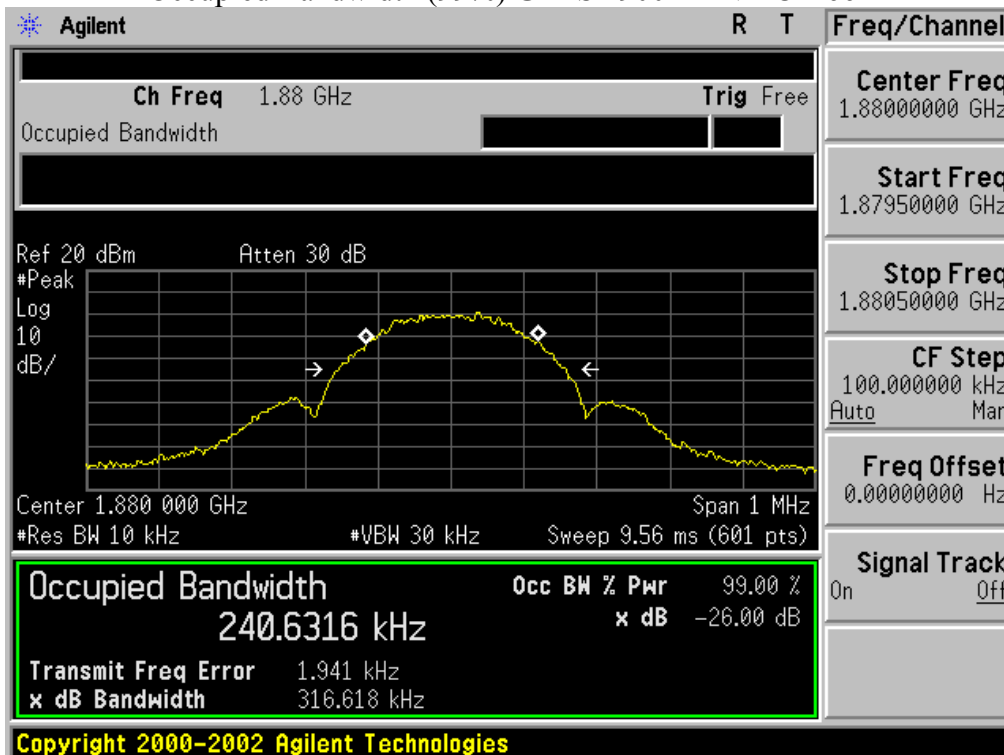 Agilent R T Freq/Channel
Ch Freq 1.88 GHz Trig Free
Occupied Bandwidth
Center Freq
1.88000000 GHz
Start Freq
1.87950000 GHz
Stop Freq
1.88050000 GHz
CF Step
100.000000 kHz
Auto Man
Freq Offset
0.00000000 Hz
Signal Track
On Off
Ref 20 dBm Atten 30 dB
#Peak
Log
10
dB/
Center 1.880 000 GHz Span 1 MHz
#Res BW 10 kHz #VBW 30 kHz Sweep 9.56 ms (601 pts)
Occupied Bandwidth
240.6316 kHz
Occ BW % Pwr 99.00 %
x dB -26.00 dB
Transmit Freq Error 1.941 kHz
x dB Bandwidth 316.618 kHz
Copyright 2000-2002 Agilent Technologies